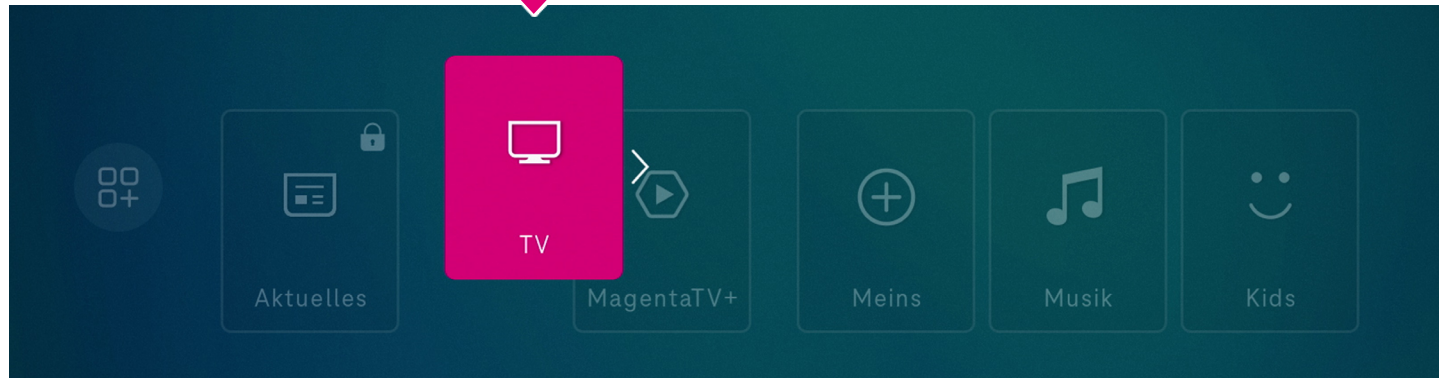 Aktuelles
TV
MagentaTV+
Meins
Musik
Kids